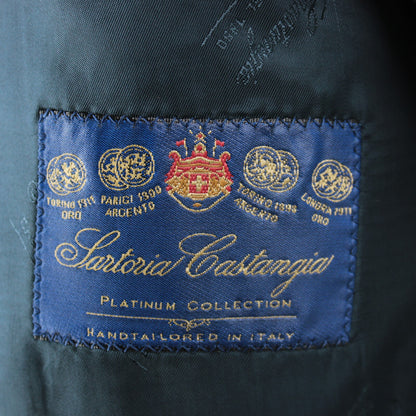 TORINO 1911 PARIGI 1900 TORINO 1898 LONDRA 1911
ORO ARGENTO ARGENTO ORO
Sartoria Castangia
PLATINUM COLLECTION
HANDTAILORED IN ITALY